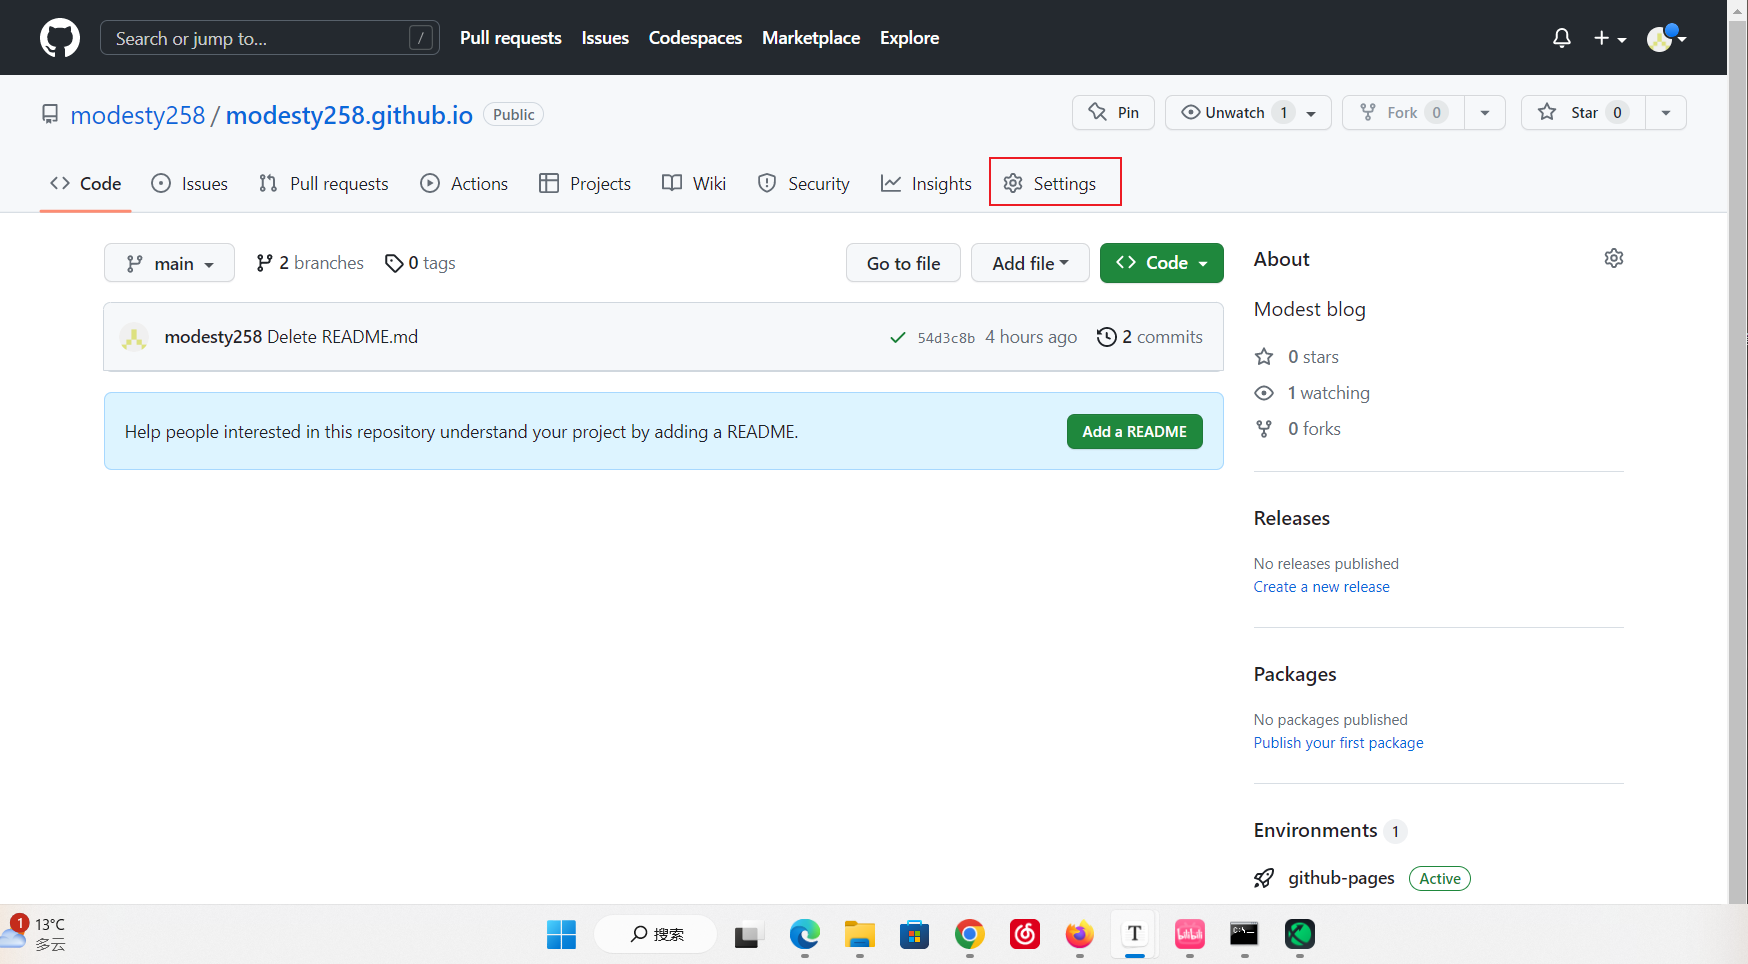 Search or jump to... /
Pull requests Issues Codespaces Marketplace Explore
modesty258 / modesty258.github.io Public
Pin Unwatch 1 Fork 0 Star 0
Code Issues Pull requests Actions Projects Wiki Security Insights Settings
main 2 branches 0 tags Go to file Add file Code
modesty258 Delete README.md 54d3c8b 4 hours ago 2 commits
Help people interested in this repository understand your project by adding a README. Add a README
About
Modest blog
0 stars
1 watching
0 forks
Releases
No releases published
Create a new release
Packages
No packages published
Publish your first package
Environments 1
github-pages Active
1 13°C
多云
搜索
T
bilibili
C:\-